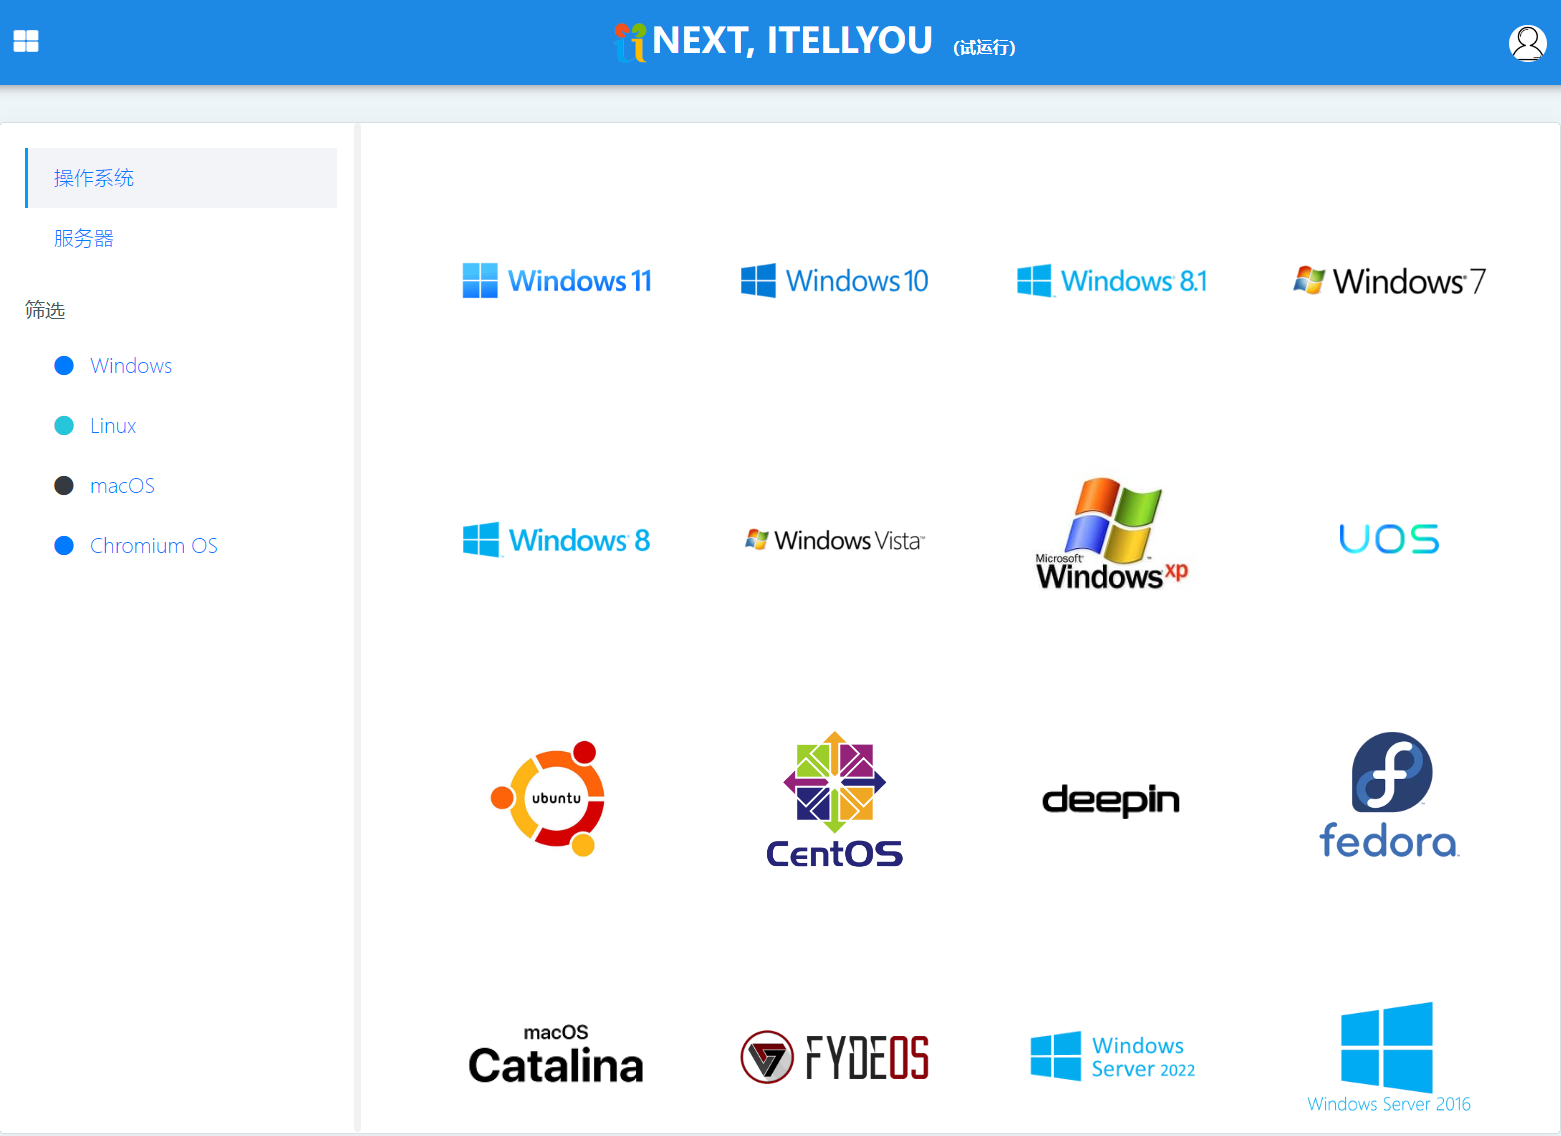 NEXT, ITELLYOU (试运行)
操作系统
服务器
筛选
Windows
Linux
macOS
Chromium OS
Windows 11
Windows 10
Windows 8.1
Windows 7
Windows 8
Windows Vista™
Microsoft®
Windows xp
UOS
ubuntu
CentOS
deepin
fedora
macOS
Catalina
FYDEOS
Windows
Server 2022
Windows Server 2016